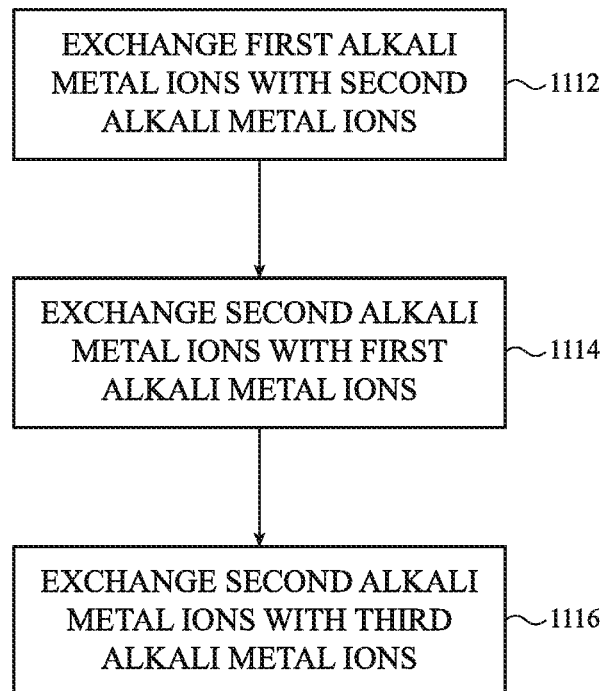 EXCHANGE FIRST ALKALI
METAL IONS WITH SECOND
ALKALI METAL IONS
1112
EXCHANGE SECOND ALKALI
METAL IONS WITH FIRST
ALKALI METAL IONS
1114
EXCHANGE SECOND ALKALI
METAL IONS WITH THIRD
ALKALI METAL IONS
1116